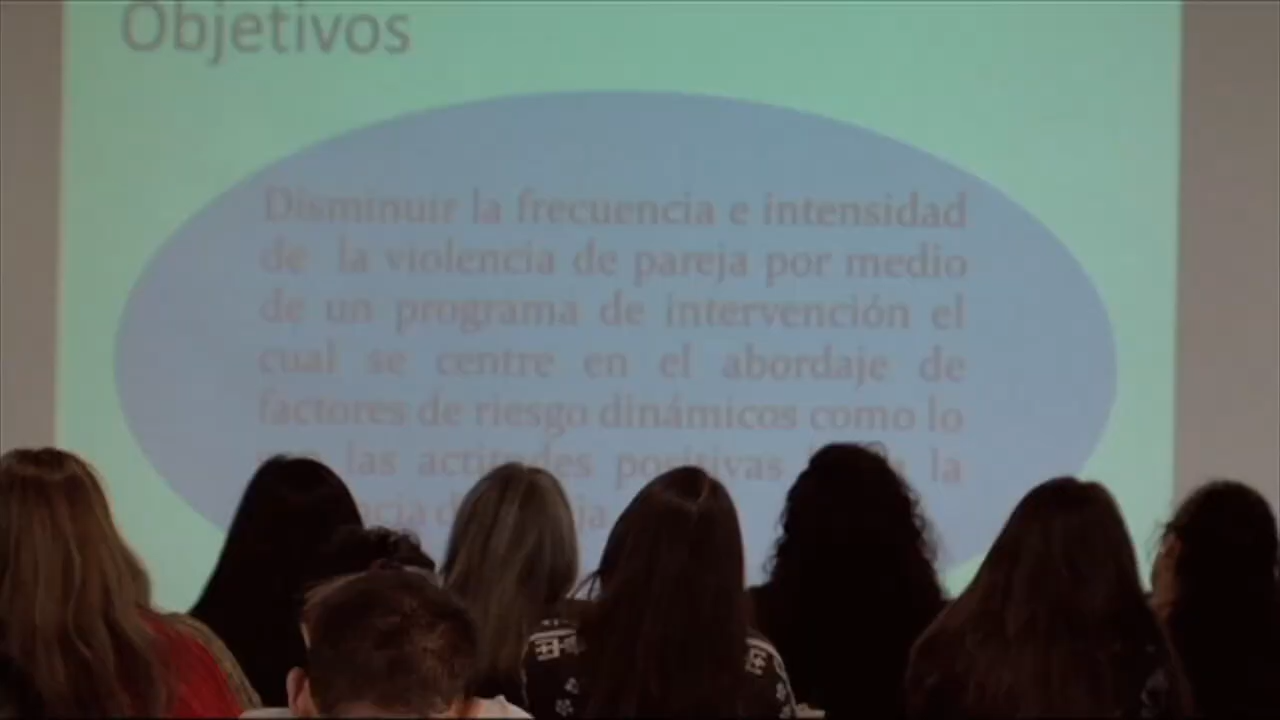 Objetivos
Disminuir la frecuencia e intensidad
de la violencia de pareja por medio
de un programa de intervención el
cual se centre en el abordaje de
factores de riesgo dinámicos como lo
las actitudes positivas la